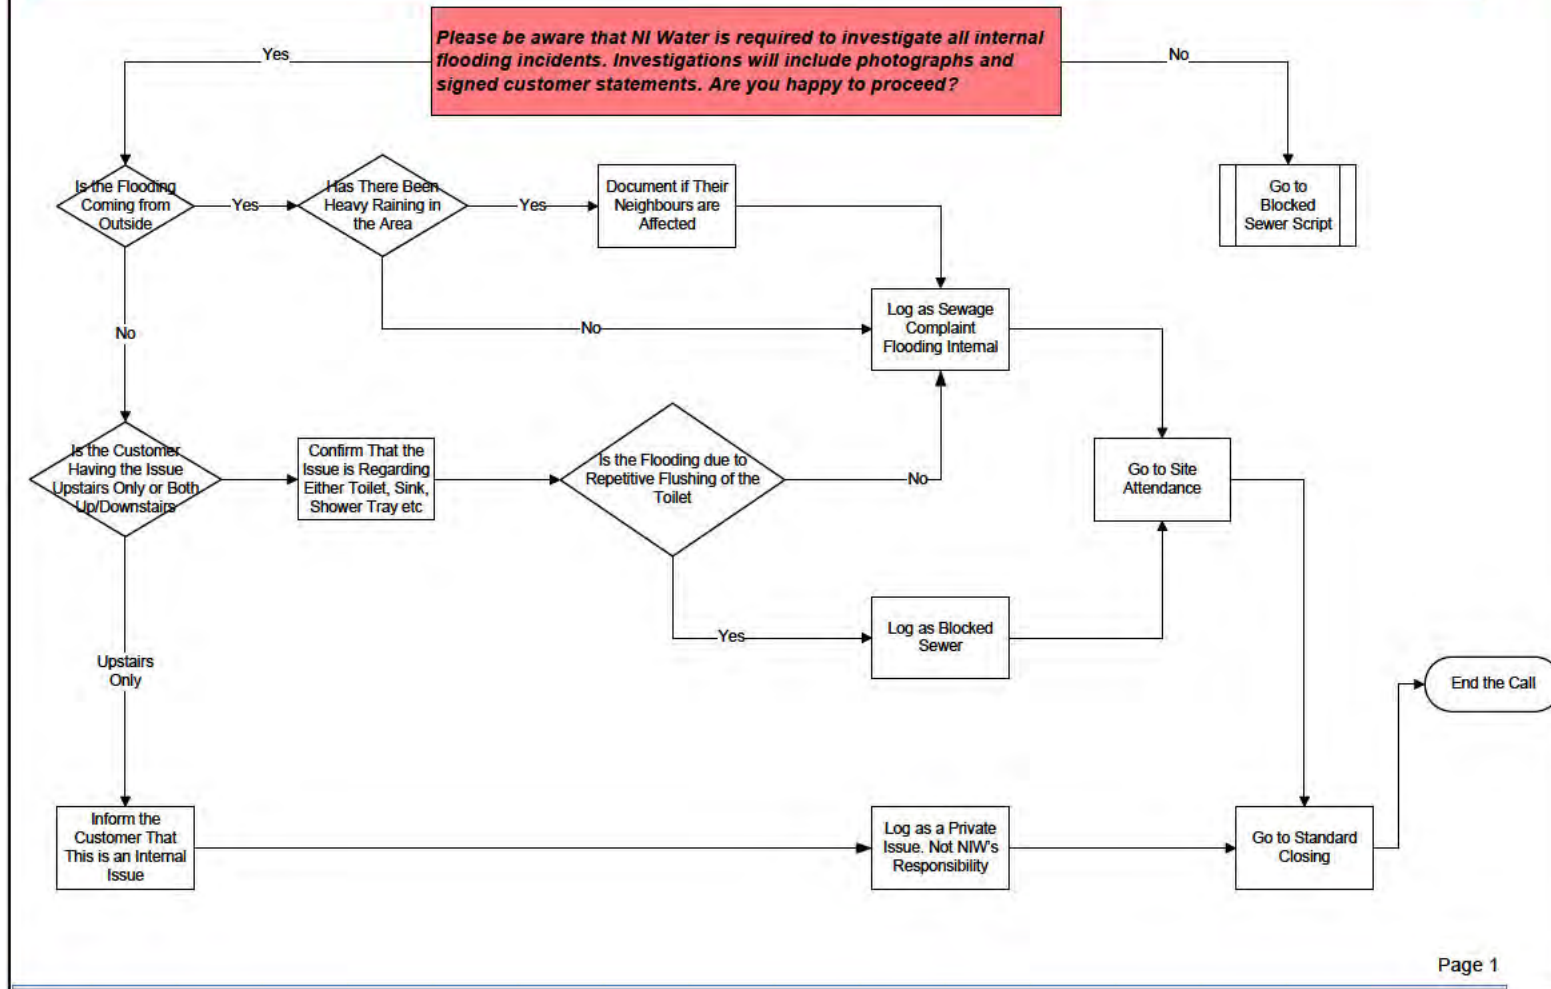 Please be aware that NI Water is required to investigate all internal
flooding incidents. Investigations will include photographs and
signed customer statements. Are you happy to proceed?
Yes
No
Is the Flooding
Coming from
Outside
Yes
Has There Been
Heavy Raining in
the Area
Yes
Document if Their
Neighbours are
Affected
Go to
Blocked
Sewer Script
No
No
Log as Sewage
Complaint
Flooding Internal
Is the Customer
Having the Issue
Upstairs Only or Both
Up/Downstairs
Confirm That the
Issue is Regarding
Either Toilet, Sink,
Shower Tray etc
Is the Flooding due to
Repetitive Flushing of the
Toilet
No
Go to Site
Attendance
Yes
Log as Blocked
Sewer
Upstairs
Only
End the Call
Inform the
Customer That
This is an Internal
Issue
Log as a Private
Issue. Not NIW's
Responsibility
Go to Standard
Closing
Page 1